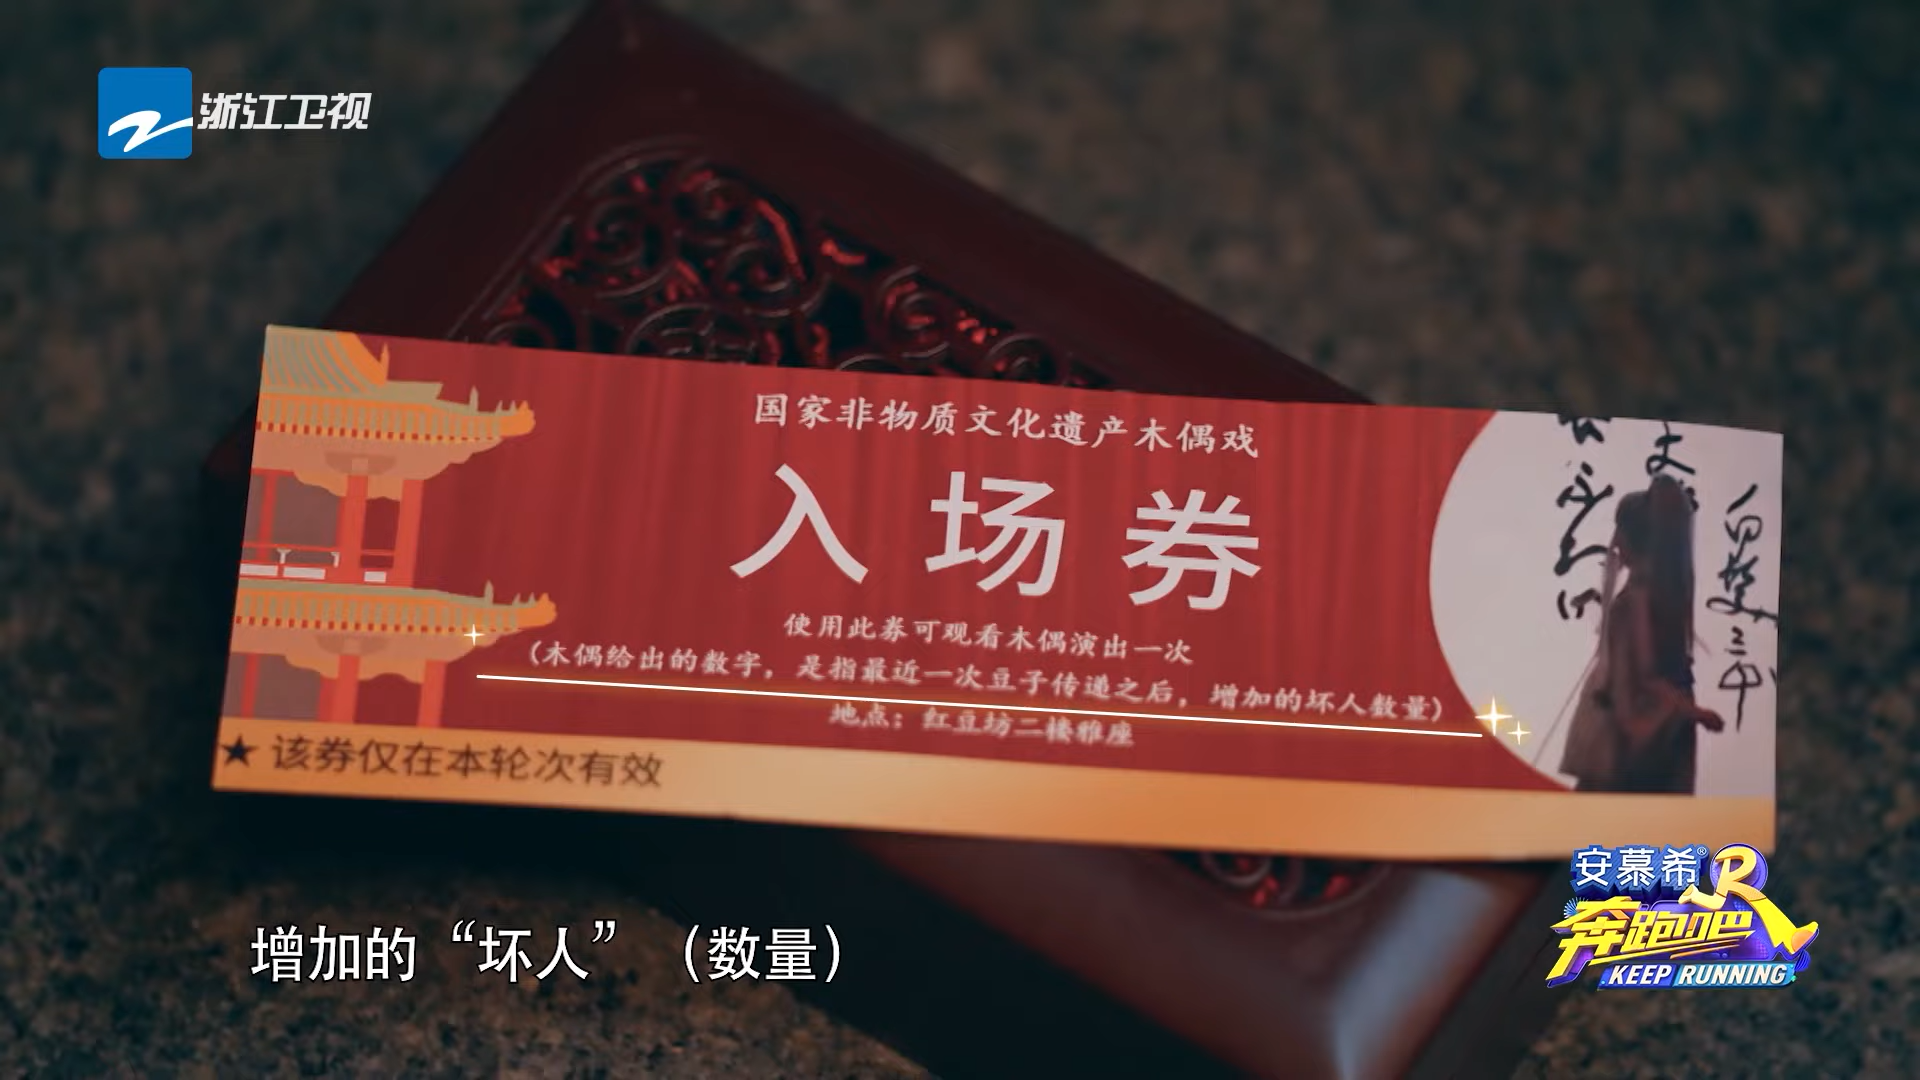 浙江卫视
国家非物质文化遗产木偶戏
入场券
使用此券可观看木偶演出一次
（木偶给出的数字，是指最近一次豆子传递之后，增加的坏人数量）
地点：红豆坊二楼雅座
★ 该券仅在本轮次有效
增加的“坏人”（数量）
安慕希®
奔跑吧
KEEP RUNNING